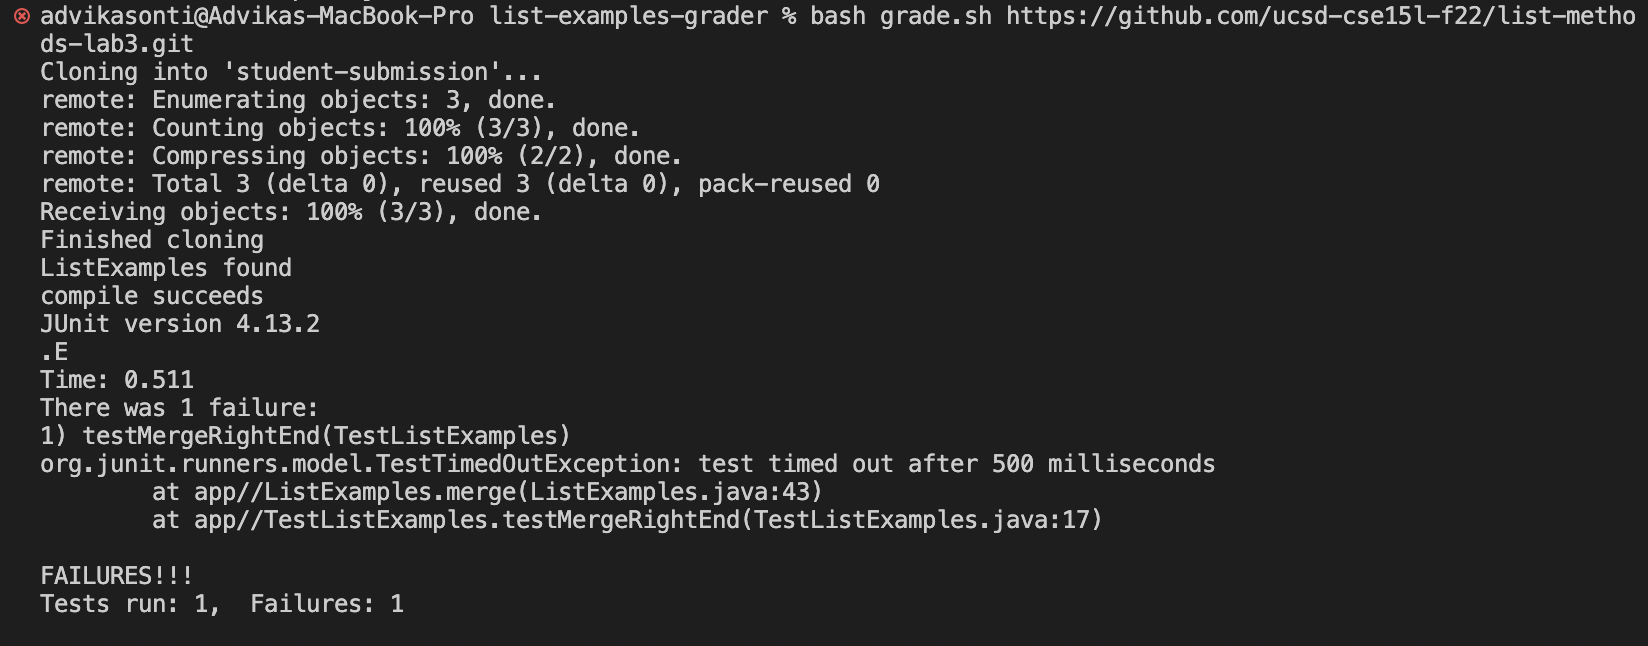 advikasonti@Advikas-MacBook-Pro list-examples-grader % bash grade.sh https://github.com/ucsd-cse15l-f22/list-metho
ds-lab3.git
Cloning into 'student-submission'...
remote: Enumerating objects: 3, done.
remote: Counting objects: 100% (3/3), done.
remote: Compressing objects: 100% (2/2), done.
remote: Total 3 (delta 0), reused 3 (delta 0), pack-reused 0
Receiving objects: 100% (3/3), done.
Finished cloning
ListExamples found
compile succeeds
JUnit version 4.13.2
.E
Time: 0.511
There was 1 failure:
1) testMergeRightEnd(TestListExamples)
org.junit.runners.model.TestTimedOutException: test timed out after 500 milliseconds
        at app//ListExamples.merge(ListExamples.java:43)
        at app//TestListExamples.testMergeRightEnd(TestListExamples.java:17)

FAILURES!!!
Tests run: 1,  Failures: 1